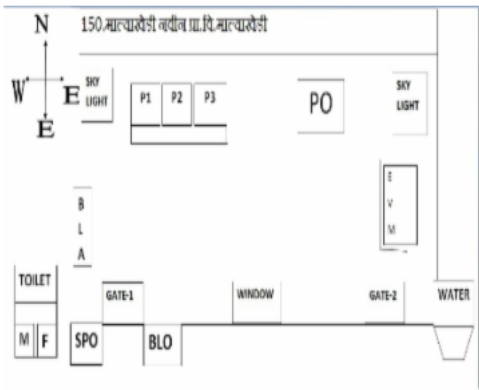 N
150.माल्याखेडी नवीन प्रा.वि.माल्याखेडी
W
E
E
SKY
LIGHT
P1 P2 P3
PO
SKY
LIGHT
E
V
M
B
L
A
TOILET
GATE-1
WINDOW
GATE-2
WATER
M F
SPO
BLO